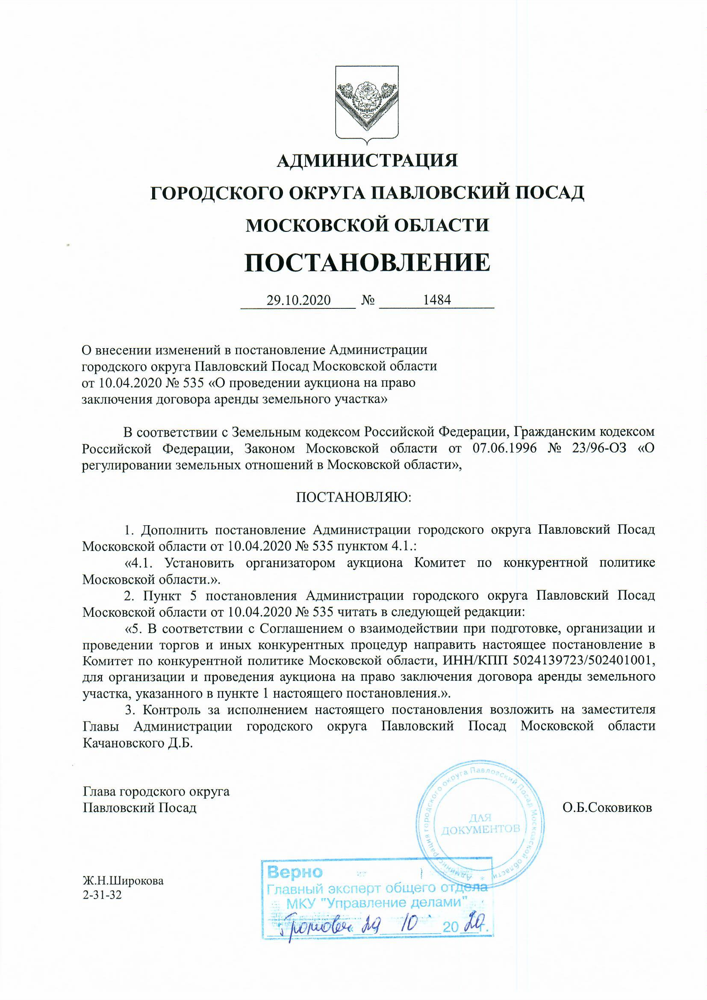 АДМИНИСТРАЦИЯ
ГОРОДСКОГО ОКРУГА ПАВЛОВСКИЙ ПОСАД
МОСКОВСКОЙ ОБЛАСТИ
ПОСТАНОВЛЕНИЕ
29.10.2020 № 1484
О внесении изменений в постановление Администрации
городского округа Павловский Посад Московской области
от 10.04.2020 № 535 «О проведении аукциона на право
заключения договора аренды земельного участка»
В соответствии с Земельным кодексом Российской Федерации, Гражданским кодексом
Российской Федерации, Законом Московской области от 07.06.1996 № 23/96-ОЗ «О
регулировании земельных отношений в Московской области»,
ПОСТАНОВЛЯЮ:
1. Дополнить постановление Администрации городского округа Павловский Посад
Московской области от 10.04.2020 № 535 пунктом 4.1.:
«4.1. Установить организатором аукциона Комитет по конкурентной политике
Московской области.».
2. Пункт 5 постановления Администрации городского округа Павловский Посад
Московской области от 10.04.2020 № 535 читать в следующей редакции:
«5. В соответствии с Соглашением о взаимодействии при подготовке, организации и
проведении торгов и иных конкурентных процедур направить настоящее постановление в
Комитет по конкурентной политике Московской области, ИНН/КПП 5024139723/502401001,
для организации и проведения аукциона на право заключения договора аренды земельного
участка, указанного в пункте 1 настоящего постановления.».
3. Контроль за исполнением настоящего постановления возложить на заместителя
Главы Администрации городского округа Павловский Посад Московской области
Качановского Д.Б.
Глава городского округа
Павловский Посад О.Б.Соковиков
Администрация городского округа Павловский Посад Московской области *
ДЛЯ
ДОКУМЕНТОВ
Ж.Н.Широкова
2-31-32
Верно
Главный эксперт общего отдела
МКУ "Управление делами"
« 29 10 20 20 г.